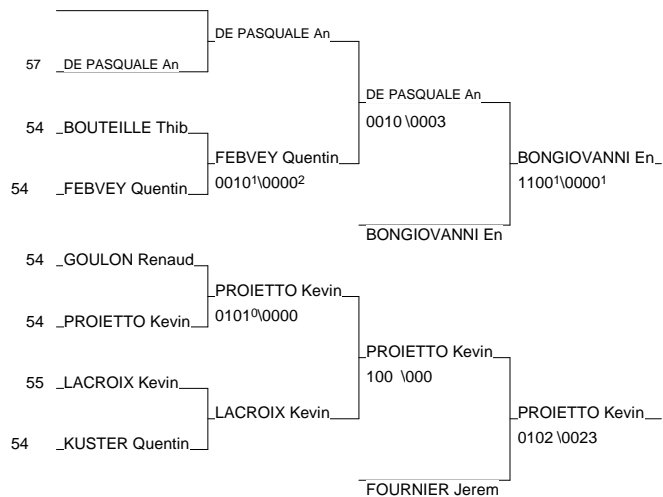 DE PASQUALE An
57 DE PASQUALE An
DE PASQUALE An
0010 \0003
54 BOUTEILLE Thib
FEBVEY Quentin
0010¹\0000²
BONGIOVANNI En
1100¹\0000¹
54 FEBVEY Quentin
BONGIOVANNI En
54 GOULON Renaud
PROIETTO Kevin
0101⁰\0000
54 PROIETTO Kevin
PROIETTO Kevin
100 \000
55 LACROIX Kevin
LACROIX Kevin
PROIETTO Kevin
0102 \0023
54 KUSTER Quentin
FOURNIER Jerem